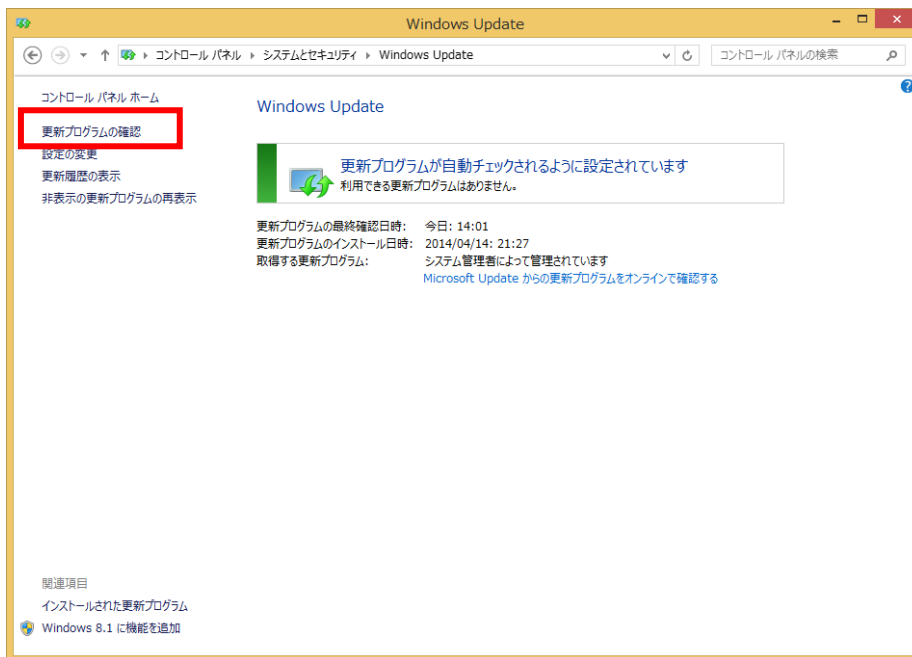 Windows Update
コントロール パネル ▸ システムとセキュリティ ▸ Windows Update
コントロール パネルの検索
コントロール パネル ホーム
更新プログラムの確認
設定の変更
更新履歴の表示
非表示の更新プログラムの再表示
Windows Update
更新プログラムが自動チェックされるように設定されています
利用できる更新プログラムはありません。
更新プログラムの最終確認日時: 今日: 14:01
更新プログラムのインストール日時: 2014/04/14: 21:27
取得する更新プログラム: システム管理者によって管理されています
Microsoft Update からの更新プログラムをオンラインで確認する
関連項目
インストールされた更新プログラム
Windows 8.1 に機能を追加